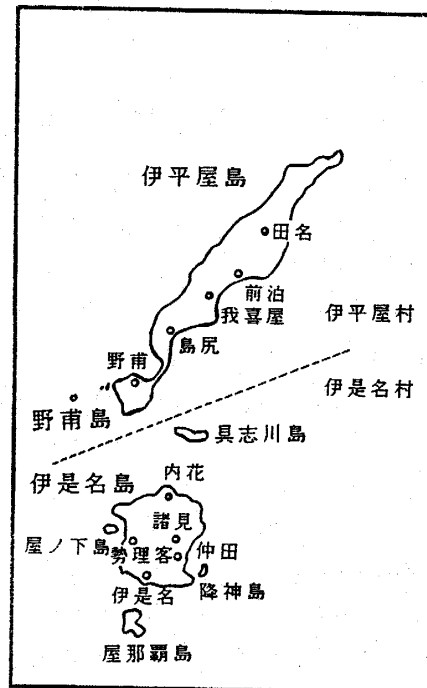 伊平屋島
田名
前泊
我喜屋
伊平屋村
島尻
野甫
伊是名村
野甫島
具志川島
伊是名島
内花
諸見
屋ノ下島
勢理客
仲田
伊是名
降神島
屋那覇島